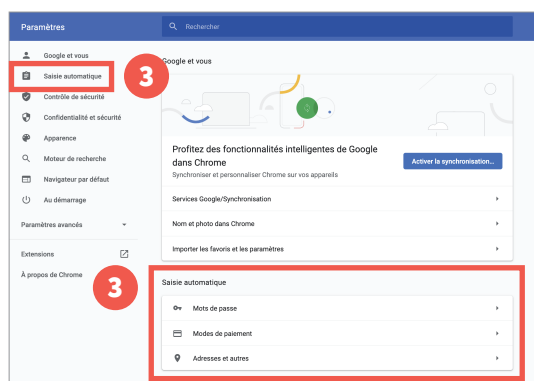 Paramètres
Rechercher
Google et vous
Saisie automatique
3
Contrôle de sécurité
Confidentialité et sécurité
Apparence
Moteur de recherche
Navigateur par défaut
Au démarrage
Paramètres avancés
Extensions
À propos de Chrome
3
Google et vous
Profitez des fonctionnalités intelligentes de Google
dans Chrome
Synchroniser et personnaliser Chrome sur vos appareils
Activer la synchronisation...
Services Google/Synchronisation
Nom et photo dans Chrome
Importer les favoris et les paramètres
Saisie automatique
Mots de passe
Modes de paiement
Adresses et autres